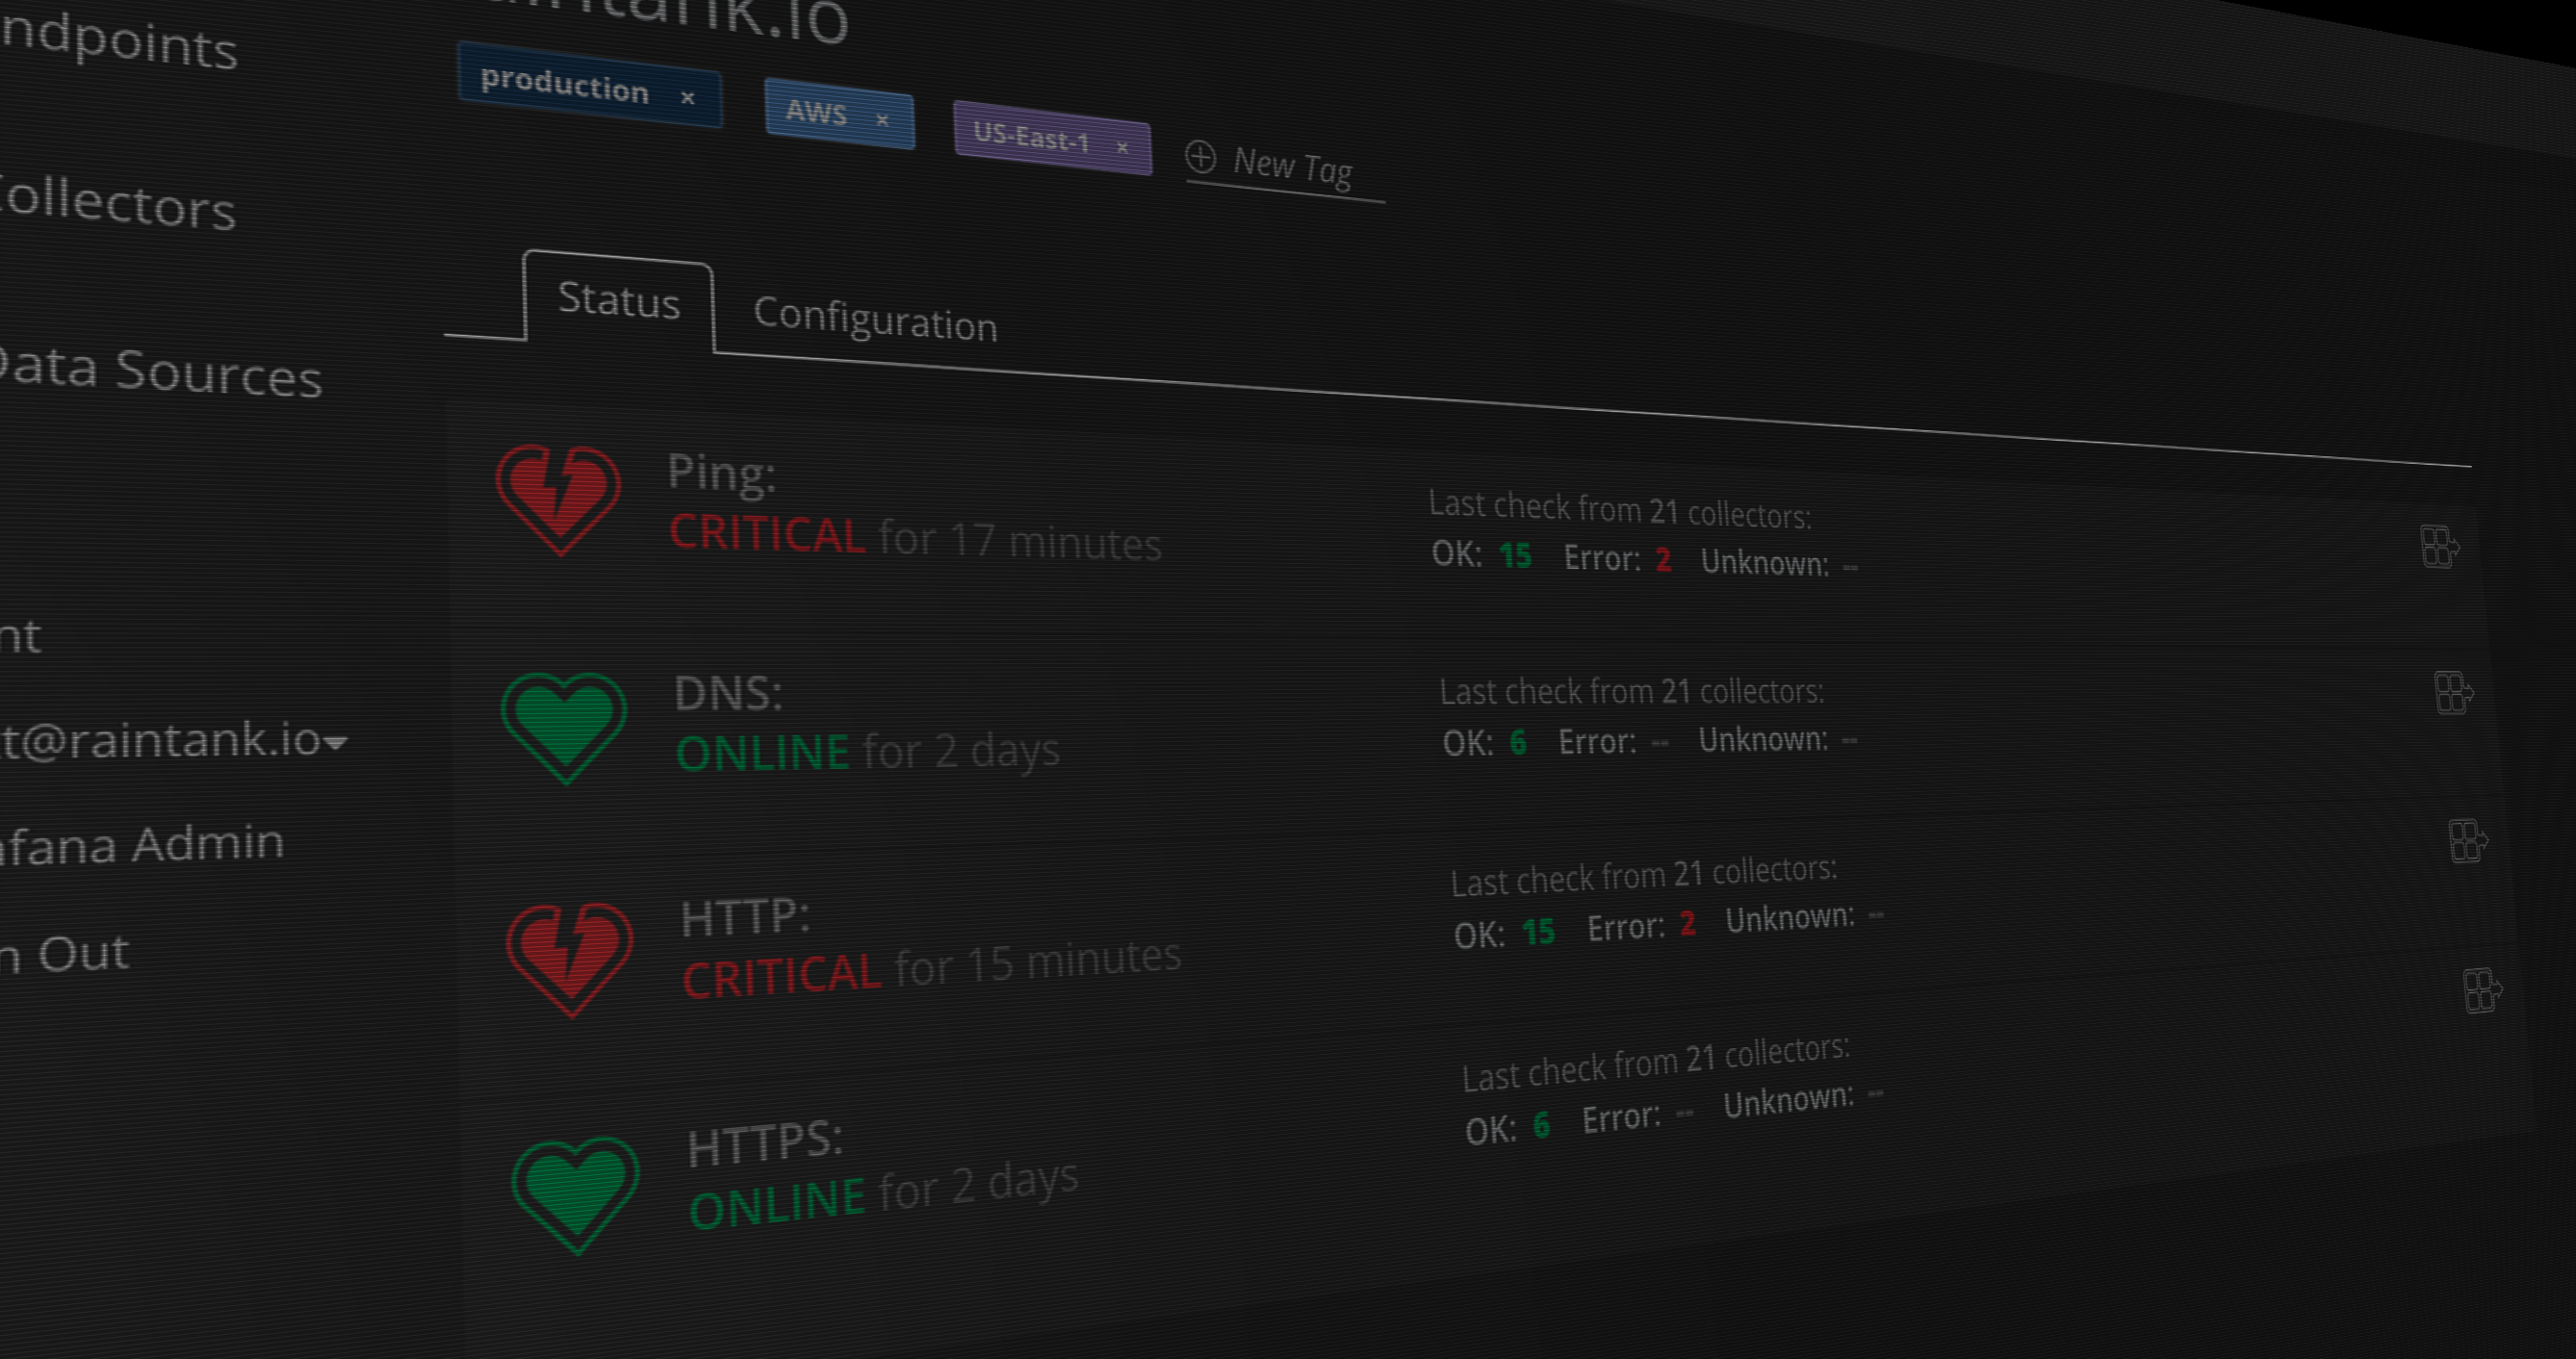 ndpoints
tank.io
production × AWS × US-East-1 × New Tag
ollectors
Status Configuration
Data Sources
Ping:
CRITICAL for 17 minutes
Last check from 21 collectors:
OK: 15 Error: 2 Unknown: --
nt
DNS:
ONLINE for 2 days
Last check from 21 collectors:
OK: 6 Error: -- Unknown: --
t@raintank.io
afana Admin
HTTP:
CRITICAL for 15 minutes
Last check from 21 collectors:
OK: 15 Error: 2 Unknown: --
n Out
HTTPS:
ONLINE for 2 days
Last check from 21 collectors:
OK: 6 Error: -- Unknown: --